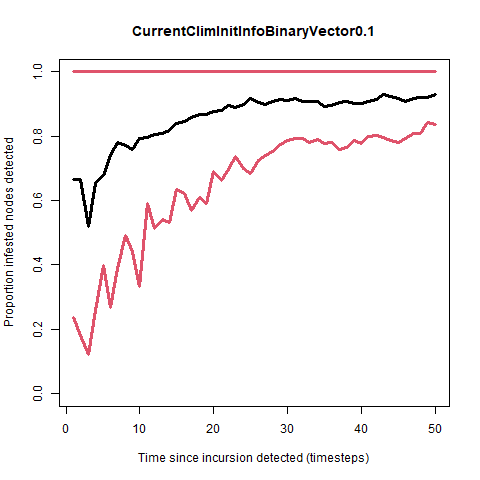 CurrentClimInitInfoBinaryVector0.1
Proportion infested nodes detected
1.0
0.8
0.6
0.4
0.2
0.0
0 10 20 30 40 50
Time since incursion detected (timesteps)